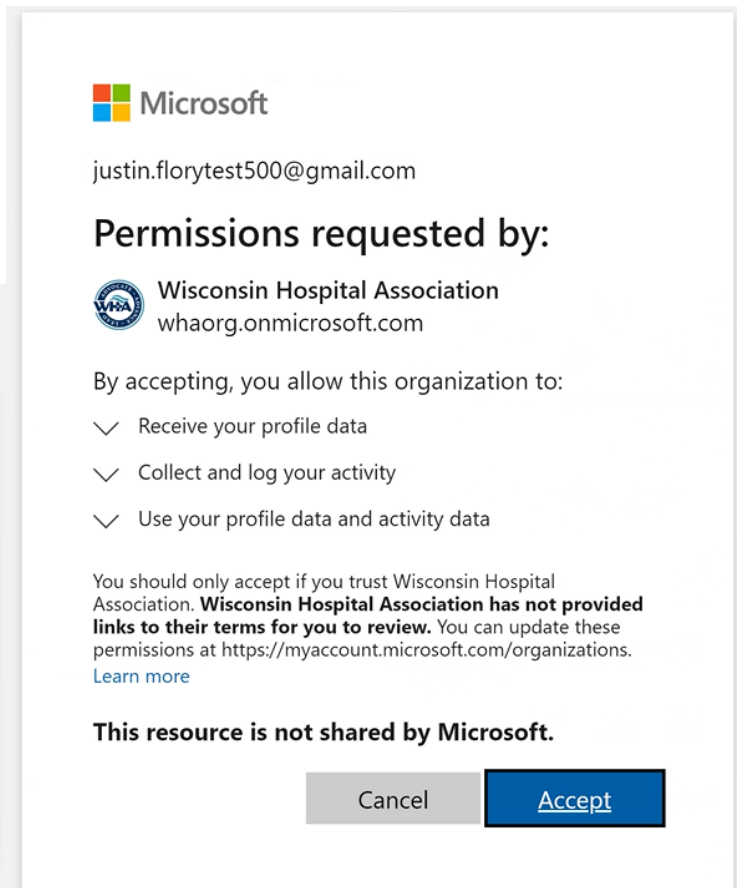 Microsoft
justin.florytest500@gmail.com
Permissions requested by:
WHA
Wisconsin Hospital Association
whaorg.onmicrosoft.com
By accepting, you allow this organization to:
Receive your profile data
Collect and log your activity
Use your profile data and activity data
You should only accept if you trust Wisconsin Hospital
Association. Wisconsin Hospital Association has not provided
links to their terms for you to review. You can update these
permissions at https://myaccount.microsoft.com/organizations.
Learn more
This resource is not shared by Microsoft.
Cancel
Accept